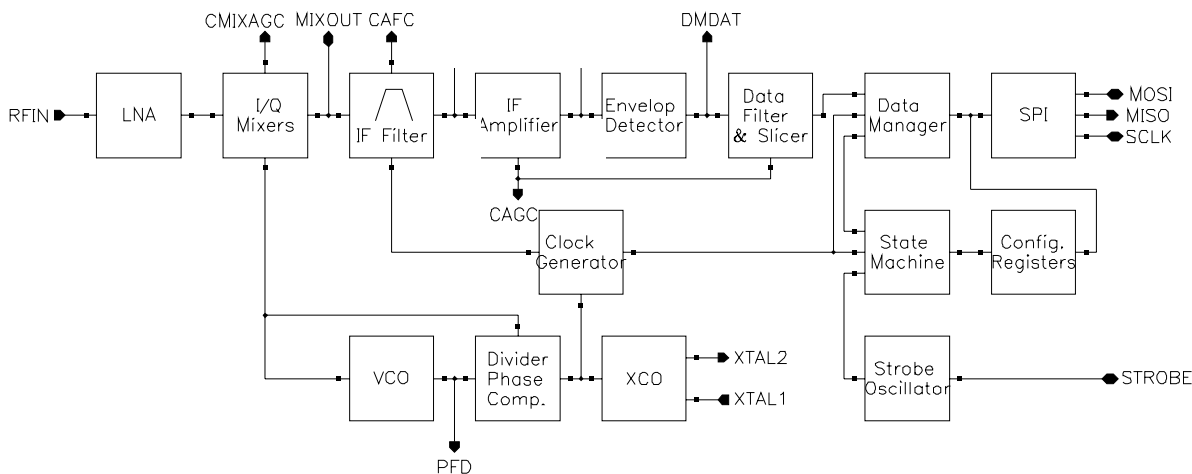 CMIXAGC
MIXOUT
CAFC
DMDAT
RFIN
LNA
I/Q
Mixers
IF Filter
IF
Amplifier
Envelop
Detector
Data
Filter
& Slicer
Data
Manager
SPI
MOSI
MISO
SCLK
CAGC
Clock
Generator
State
Machine
Config.
Registers
VCO
Divider
Phase
Comp.
XCO
XTAL2
XTAL1
Strobe
Oscillator
STROBE
PFD